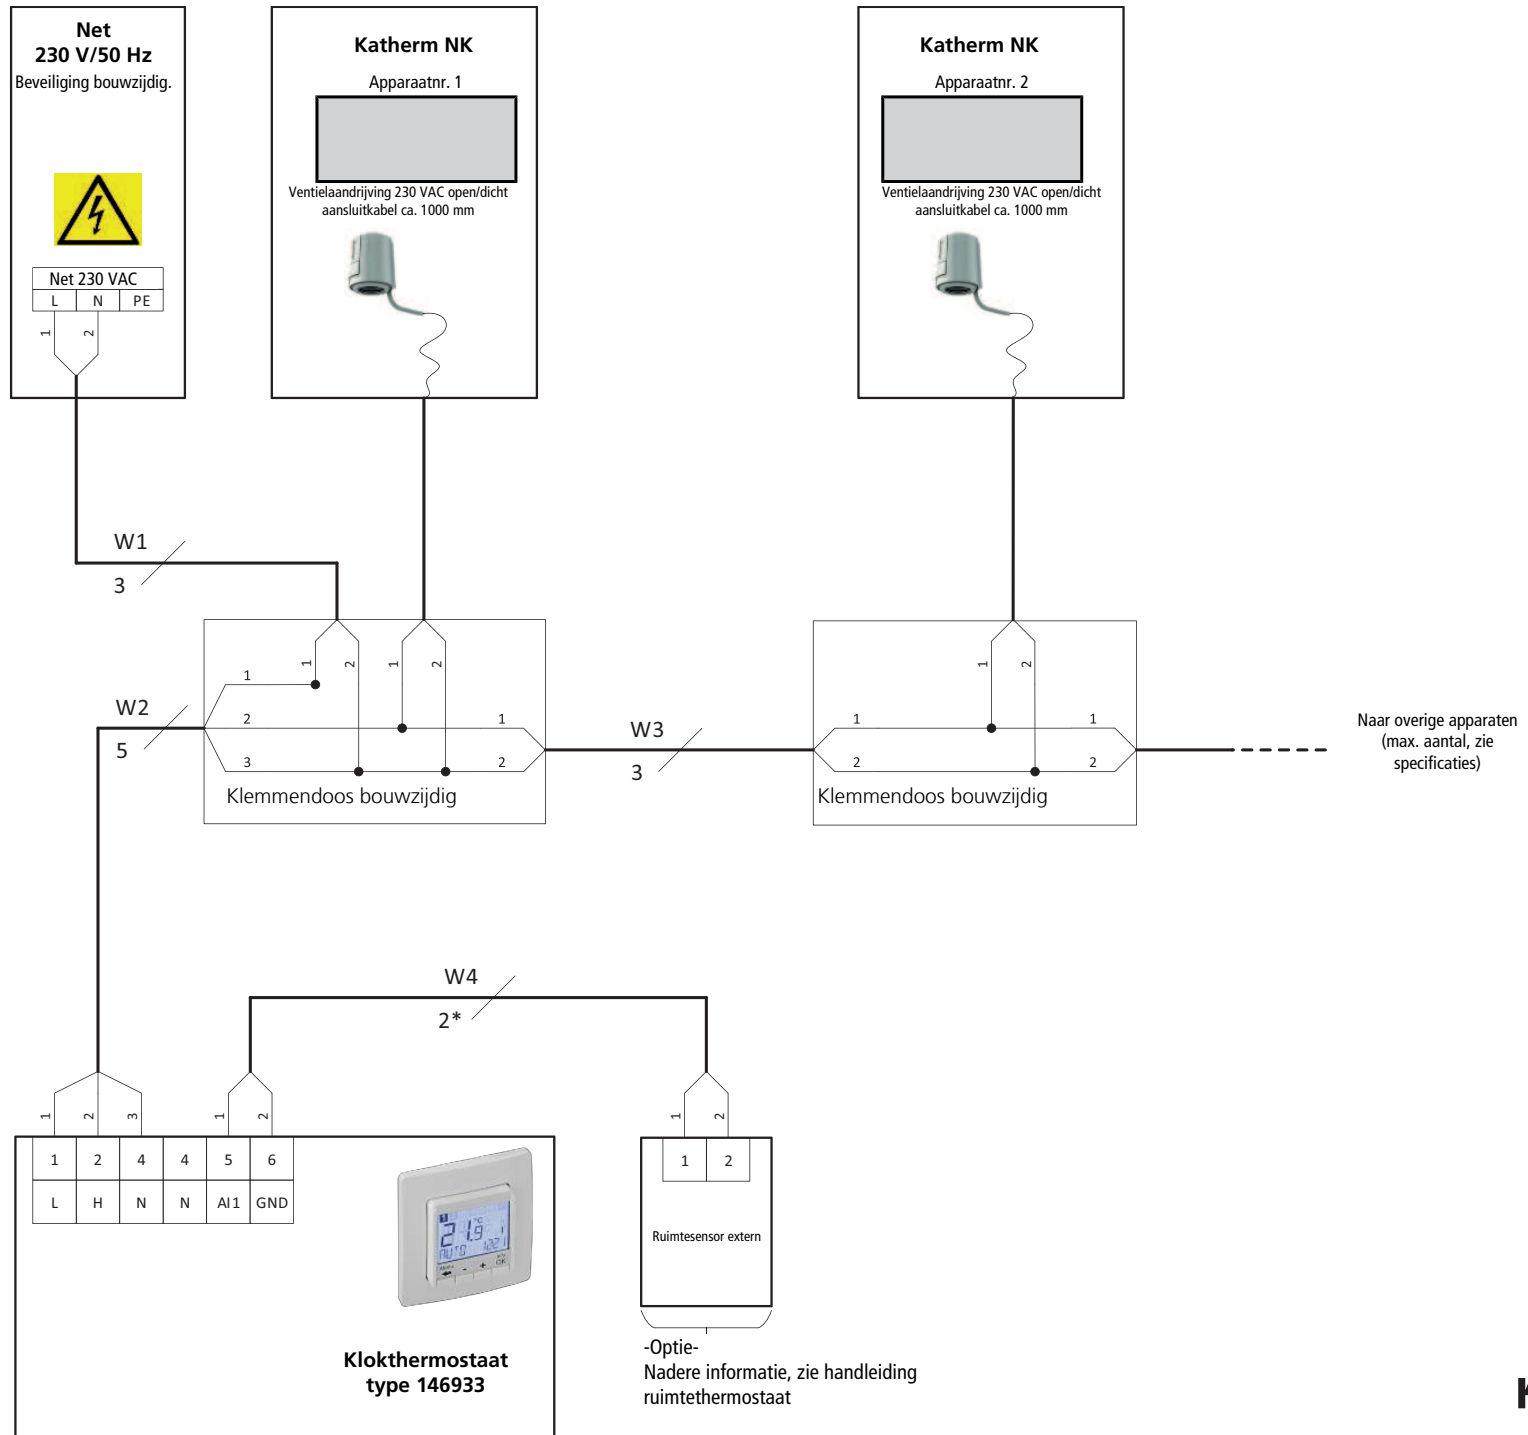 Net
230 V/50 Hz
Beveiliging bouwzijdig.
Net 230 VAC
L N PE
1 2
Katherm NK
Apparaatnr. 1
Ventielaandrijving 230 VAC open/dicht
aansluitkabel ca. 1000 mm
Katherm NK
Apparaatnr. 2
Ventielaandrijving 230 VAC open/dicht
aansluitkabel ca. 1000 mm
W1
3
W2
5
1 2 1 2
1
2 1
3 2
Klemmendoos bouwzijdig
W3
3
1 2
1 1
2 2
Klemmendoos bouwzijdig
Naar overige apparaten
(max. aantal, zie
specificaties)
W4
2*
1 2 3 1 2
1 2 4 4 5 6
L H N N AI1 GND
Klokthermostaat
type 146933
1 2
1 2
Ruimtesensor extern
-Optie-
Nadere informatie, zie handleiding
ruimtethermostaat